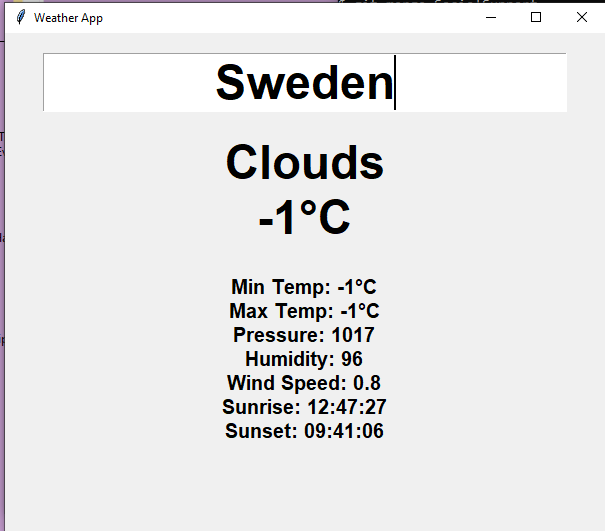 Weather App
Sweden
Clouds
-1°C
Min Temp: -1°C
Max Temp: -1°C
Pressure: 1017
Humidity: 96
Wind Speed: 0.8
Sunrise: 12:47:27
Sunset: 09:41:06